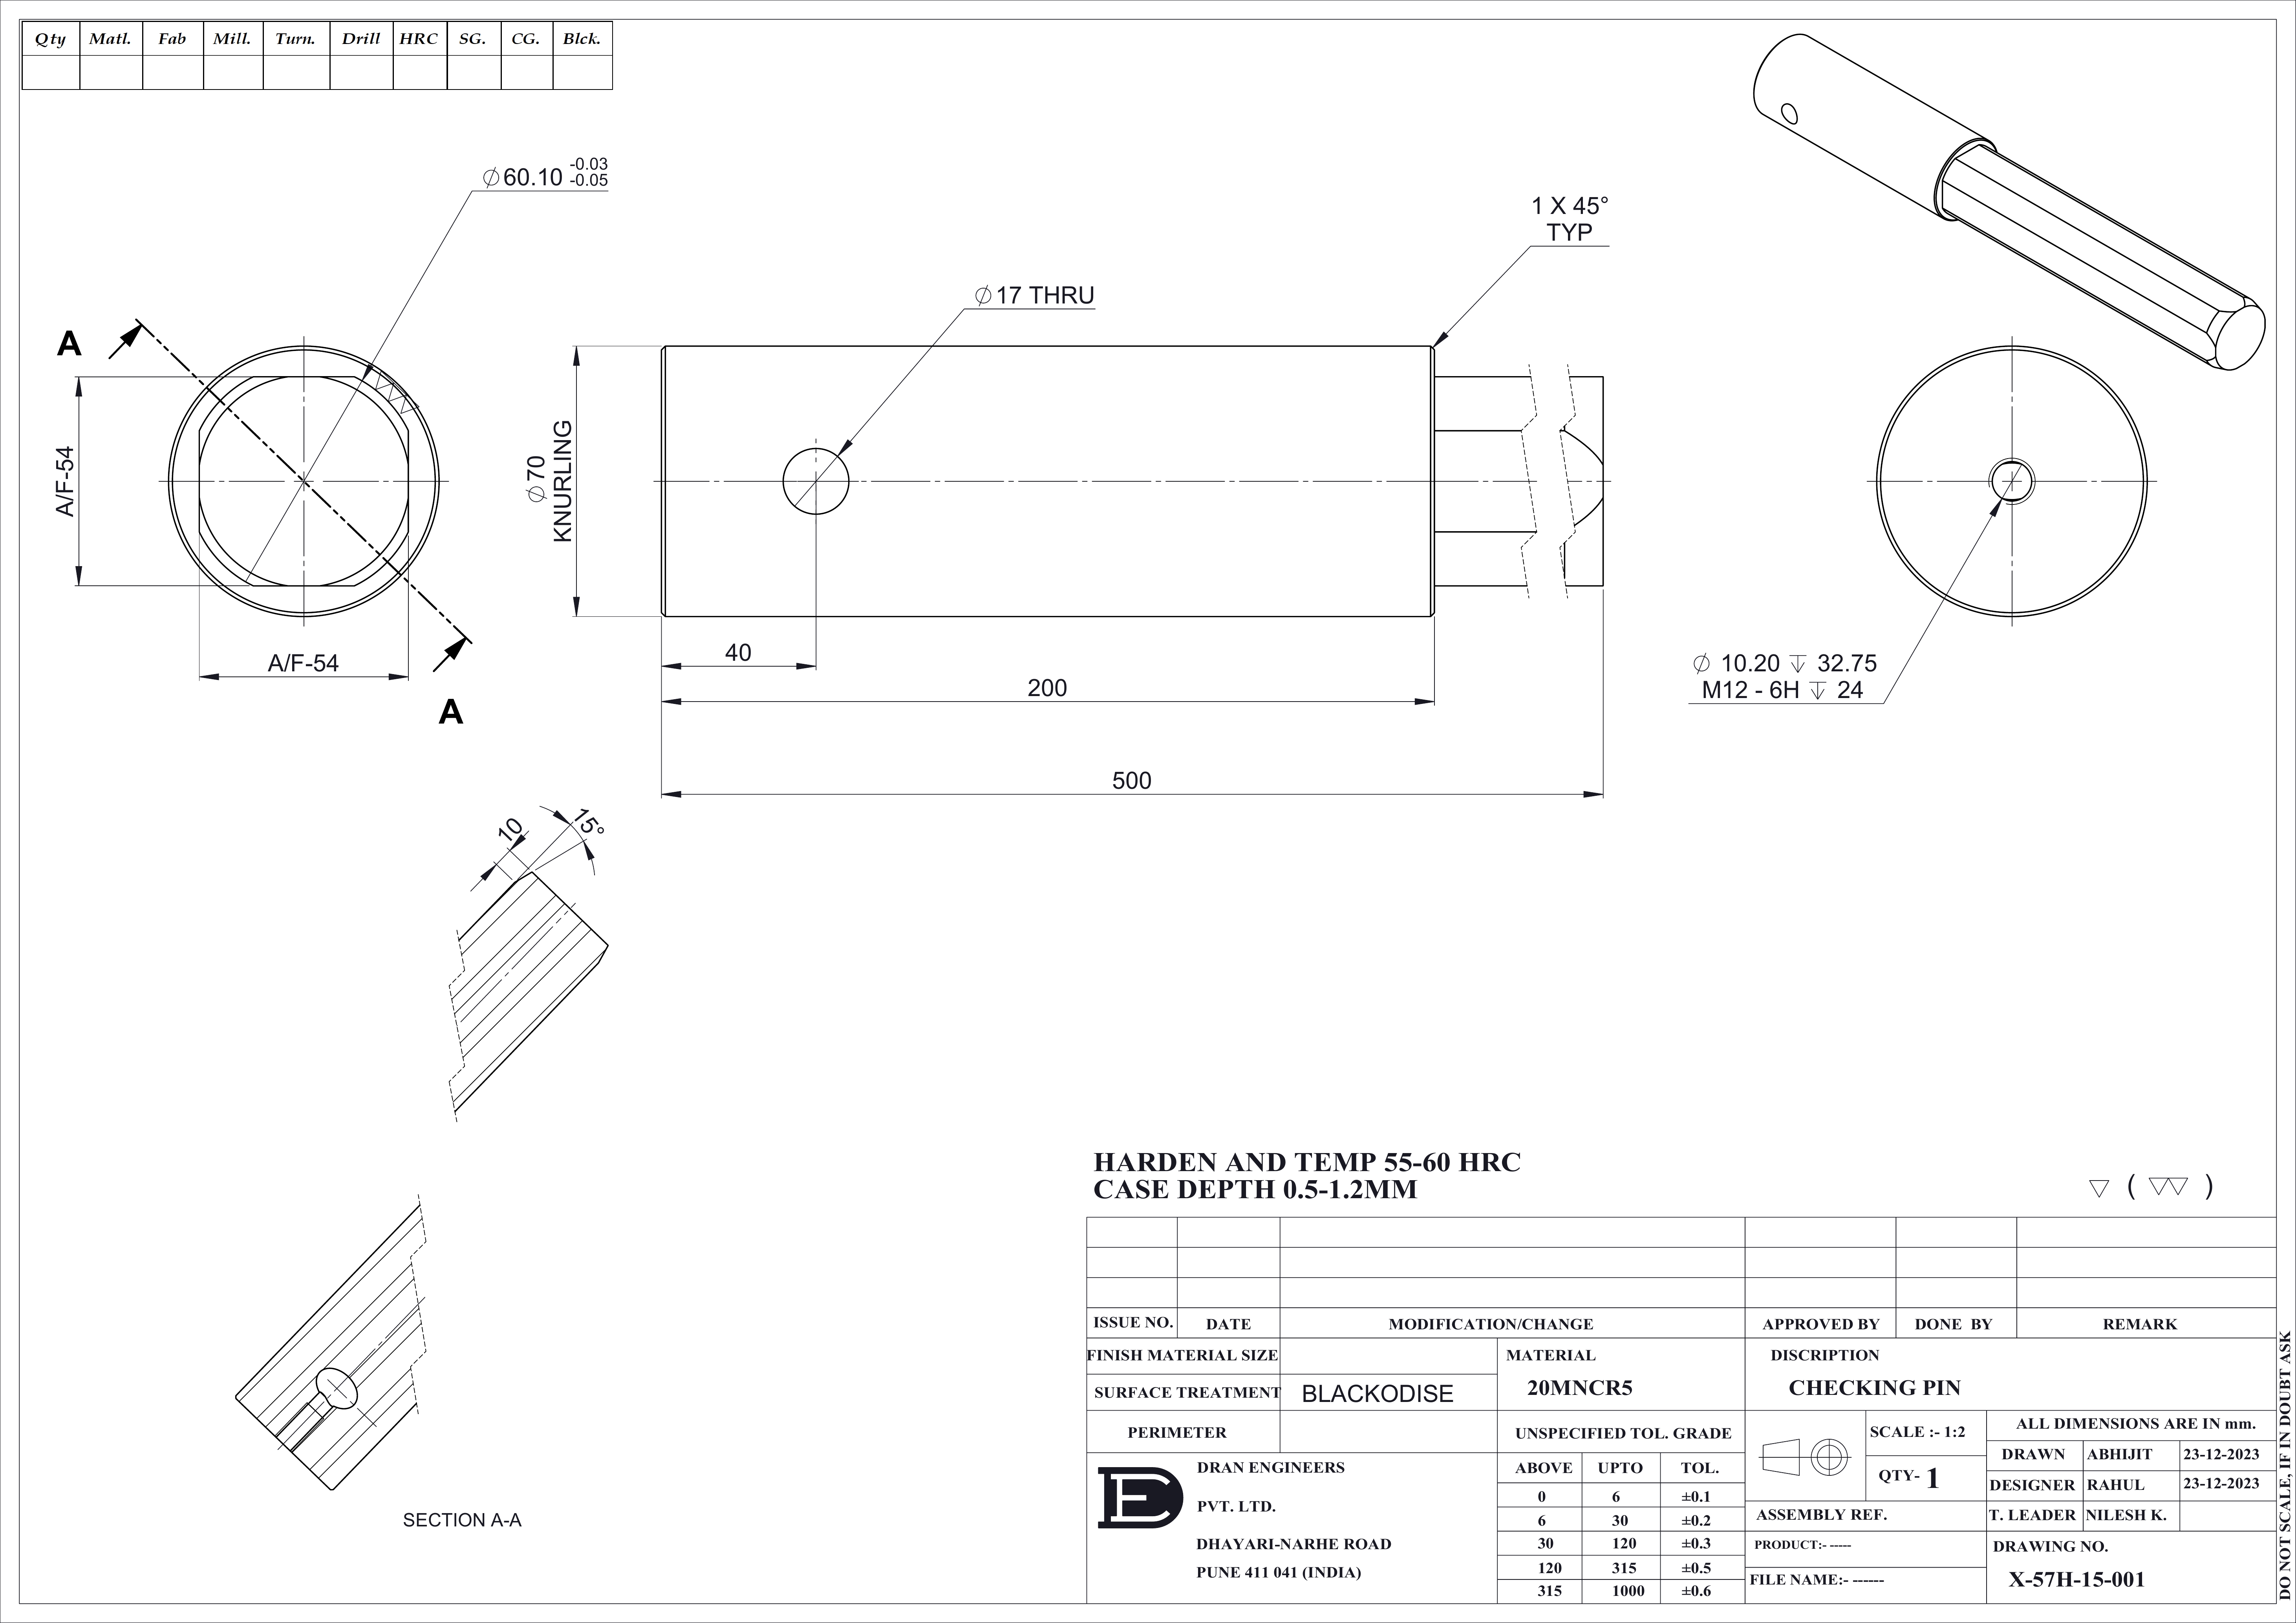 Qty Matl. Fab Mill. Turn. Drill HRC SG. CG. Blck.
∅60.10 -0.03
-0.05
1 X 45°
TYP
∅17 THRU
A
A/F-54
A/F-54
A
∅70
KNURLING
40
200
500
∅ 10.20 ↧ 32.75
M12 - 6H ↧ 24
10
15°
SECTION A-A
HARDEN AND TEMP 55-60 HRC
CASE DEPTH 0.5-1.2MM
▽ ( ▽▽ )
ISSUE NO. DATE MODIFICATION/CHANGE APPROVED BY DONE BY REMARK
FINISH MATERIAL SIZE
SURFACE TREATMENT BLACKODISE
PERIMETER
MATERIAL
20MNCR5
DISCRIPTION
CHECKING PIN
UNSPECIFIED TOL. GRADE
ABOVE UPTO TOL.
0 6 ±0.1
6 30 ±0.2
30 120 ±0.3
120 315 ±0.5
315 1000 ±0.6
DRAN ENGINEERS
PVT. LTD.
DHAYARI-NARHE ROAD
PUNE 411 041 (INDIA)
SCALE :- 1:2
QTY- 1
ALL DIMENSIONS ARE IN mm.
DRAWN ABHIJIT 23-12-2023
DESIGNER RAHUL 23-12-2023
T. LEADER NILESH K.
ASSEMBLY REF.
PRODUCT:- -----
FILE NAME:- ------
DRAWING NO.
X-57H-15-001
DO NOT SCALE, IF IN DOUBT ASK